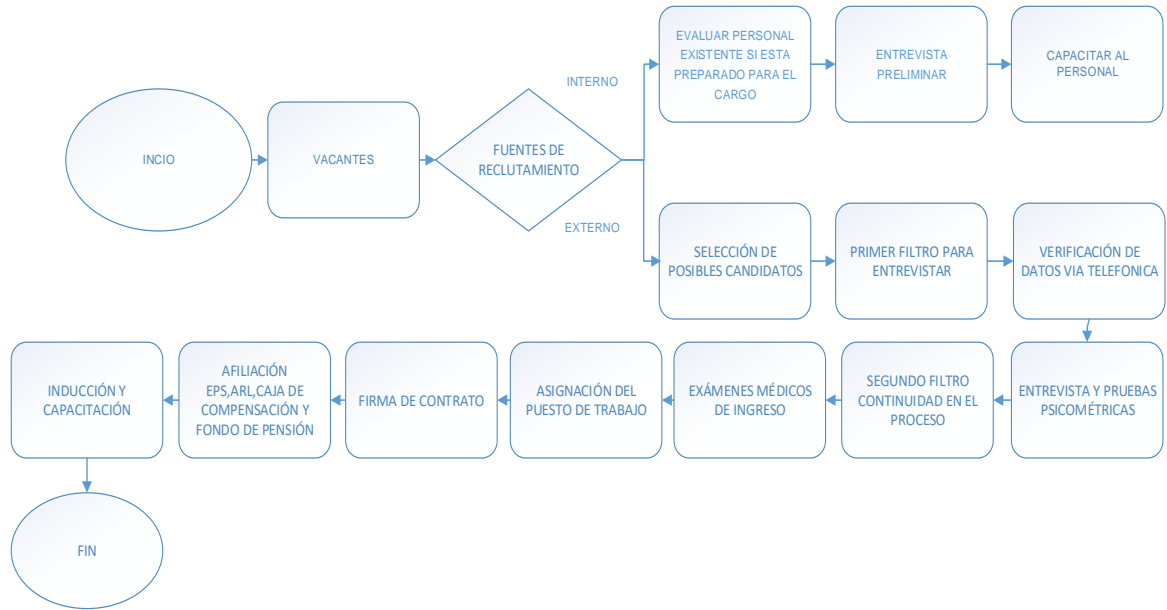 INCIO
VACANTES
FUENTES DE
RECLUTAMIENTO
INTERNO
EVALUAR PERSONAL
EXISTENTE SI ESTA
PREPARADO PARA EL
CARGO
ENTREVISTA
PRELIMINAR
CAPACITAR AL
PERSONAL
EXTERNO
SELECCIÓN DE
POSIBLES CANDIDATOS
PRIMER FILTRO PARA
ENTREVISTAR
VERIFICACIÓN DE
DATOS VIA TELEFONICA
ENTREVISTA Y PRUEBAS
PSICOMÉTRICAS
SEGUNDO FILTRO
CONTINUIDAD EN EL
PROCESO
EXÁMENES MÉDICOS
DE INGRESO
ASIGNACIÓN DEL
PUESTO DE TRABAJO
FIRMA DE CONTRATO
AFILIACIÓN
EPS,ARL,CAJA DE
COMPENSACIÓN Y
FONDO DE PENSIÓN
INDUCCIÓN Y
CAPACITACIÓN
FIN